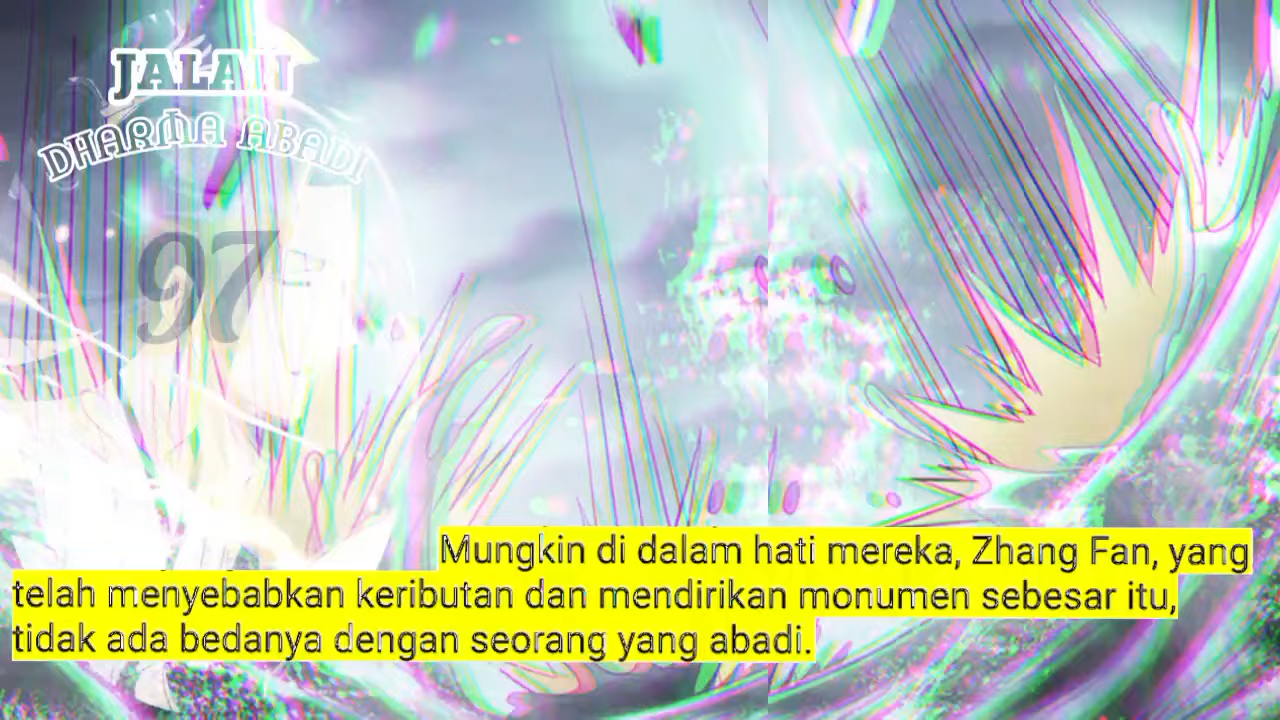 JALAN
DHARMA ABADI
97
Mungkin di dalam hati mereka, Zhang Fan, yang
telah menyebabkan keributan dan mendirikan monumen sebesar itu,
tidak ada bedanya dengan seorang yang abadi.